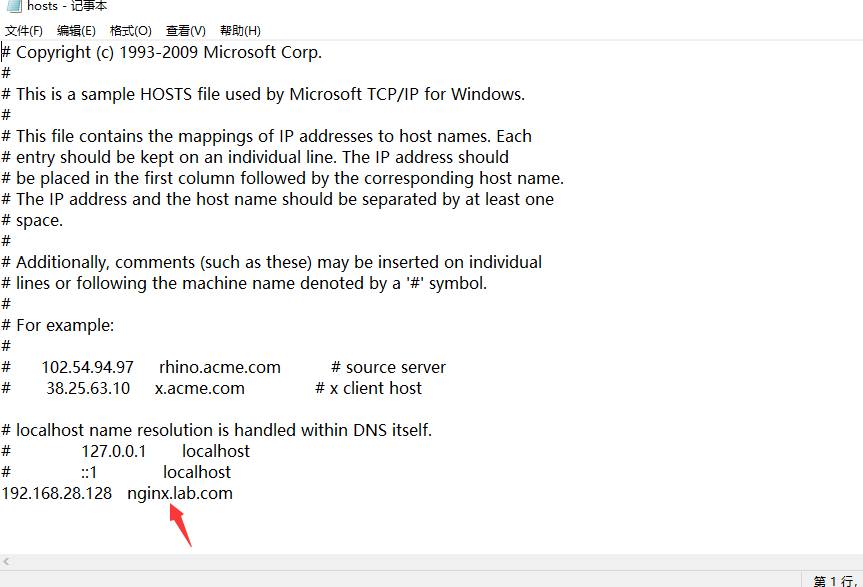 hosts - 记事本
文件(F) 编辑(E) 格式(O) 查看(V) 帮助(H)
# Copyright (c) 1993-2009 Microsoft Corp.
#
# This is a sample HOSTS file used by Microsoft TCP/IP for Windows.
#
# This file contains the mappings of IP addresses to host names. Each
# entry should be kept on an individual line. The IP address should
# be placed in the first column followed by the corresponding host name.
# The IP address and the host name should be separated by at least one
# space.
#
# Additionally, comments (such as these) may be inserted on individual
# lines or following the machine name denoted by a '#' symbol.
#
# For example:
#
# 102.54.94.97 rhino.acme.com # source server
# 38.25.63.10 x.acme.com # x client host
# localhost name resolution is handled within DNS itself.
# 127.0.0.1 localhost
# ::1 localhost
192.168.28.128 nginx.lab.com
第 1 行,